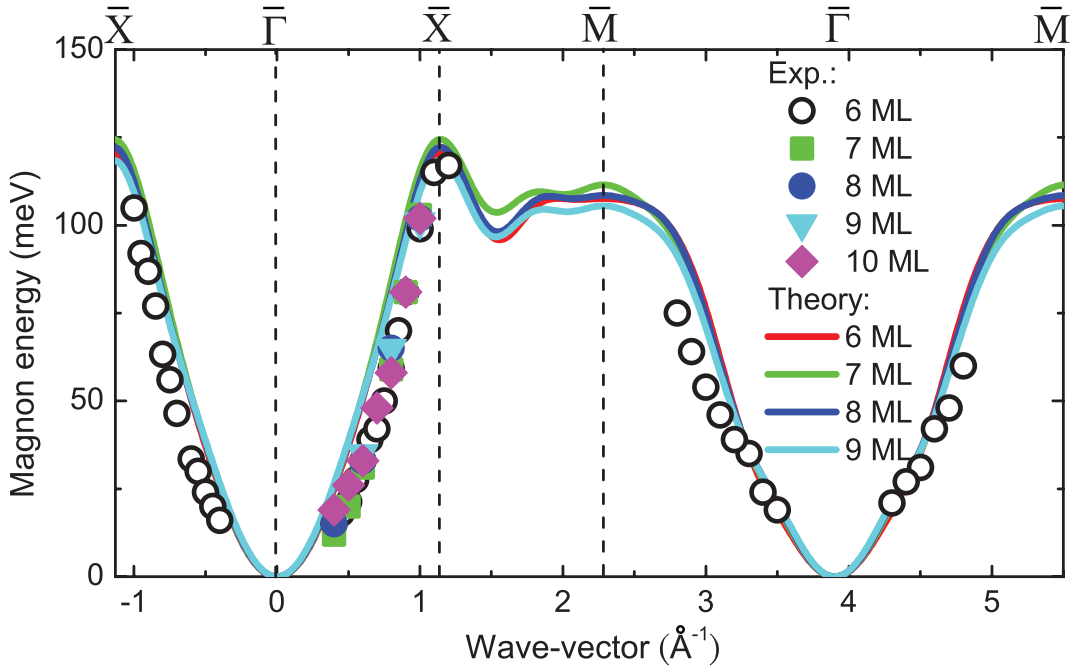 X̅ Γ̅ X̅ M̅ Γ̅ M̅
150
100
50
0
Magnon energy (meV)
-1 0 1 2 3 4 5
Wave-vector (Å⁻¹)
Exp.:
6 ML
7 ML
8 ML
9 ML
10 ML
Theory:
6 ML
7 ML
8 ML
9 ML